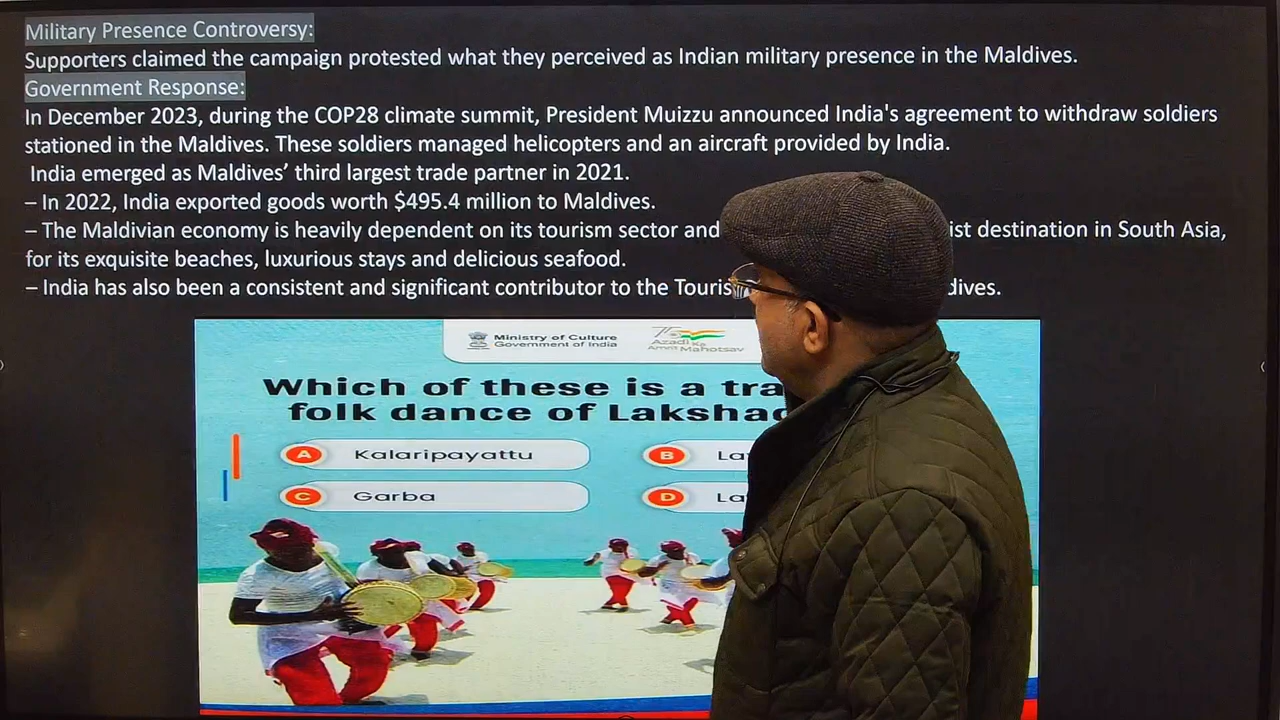 Military Presence Controversy:
Supporters claimed the campaign protested what they perceived as Indian military presence in the Maldives.
Government Response:
In December 2023, during the COP28 climate summit, President Muizzu announced India's agreement to withdraw soldiers
stationed in the Maldives. These soldiers managed helicopters and an aircraft provided by India.
India emerged as Maldives’ third largest trade partner in 2021.
– In 2022, India exported goods worth $495.4 million to Maldives.
– The Maldivian economy is heavily dependent on its tourism sector and destination in South Asia,
for its exquisite beaches, luxurious stays and delicious seafood.
– India has also been a consistent and significant contributor to the
Ministry of Culture
Government of India
75
Azadi Ka
Amrit Mahotsav
Which of these is a
folk dance of
A Kalaripayattu
B
C Garba
D